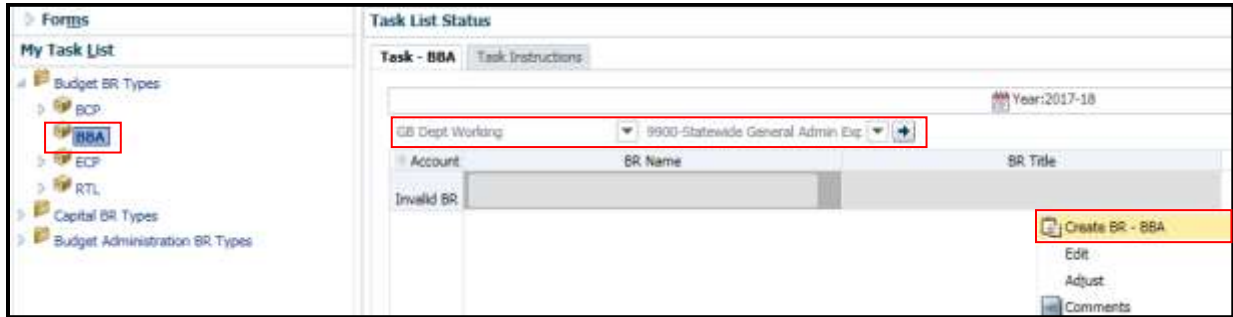 Forms
My Task List
Budget BR Types
BCP
BBA
ECP
RTL
Capital BR Types
Budget Administration BR Types
Task List Status
Task - BBA Task Instructions
Year:2017-18
GB Dept Working 9900-Statewide General Admin Exp
Account BR Name BR Title
Invalid BR
Create BR - BBA
Edit
Adjust
Comments